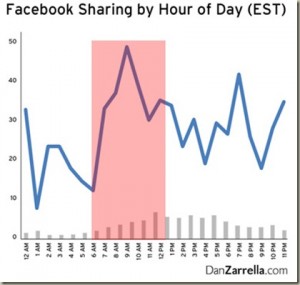 Facebook Sharing by Hour of Day (EST)
50
40
30
20
10
0
12 AM
1 AM
2 AM
3 AM
4 AM
5 AM
6 AM
7 AM
8 AM
9 AM
10 AM
11 AM
12 PM
1 PM
2 PM
3 PM
4 PM
5 PM
6 PM
7 PM
8 PM
9 PM
10 PM
11 PM
DanZarrella.com